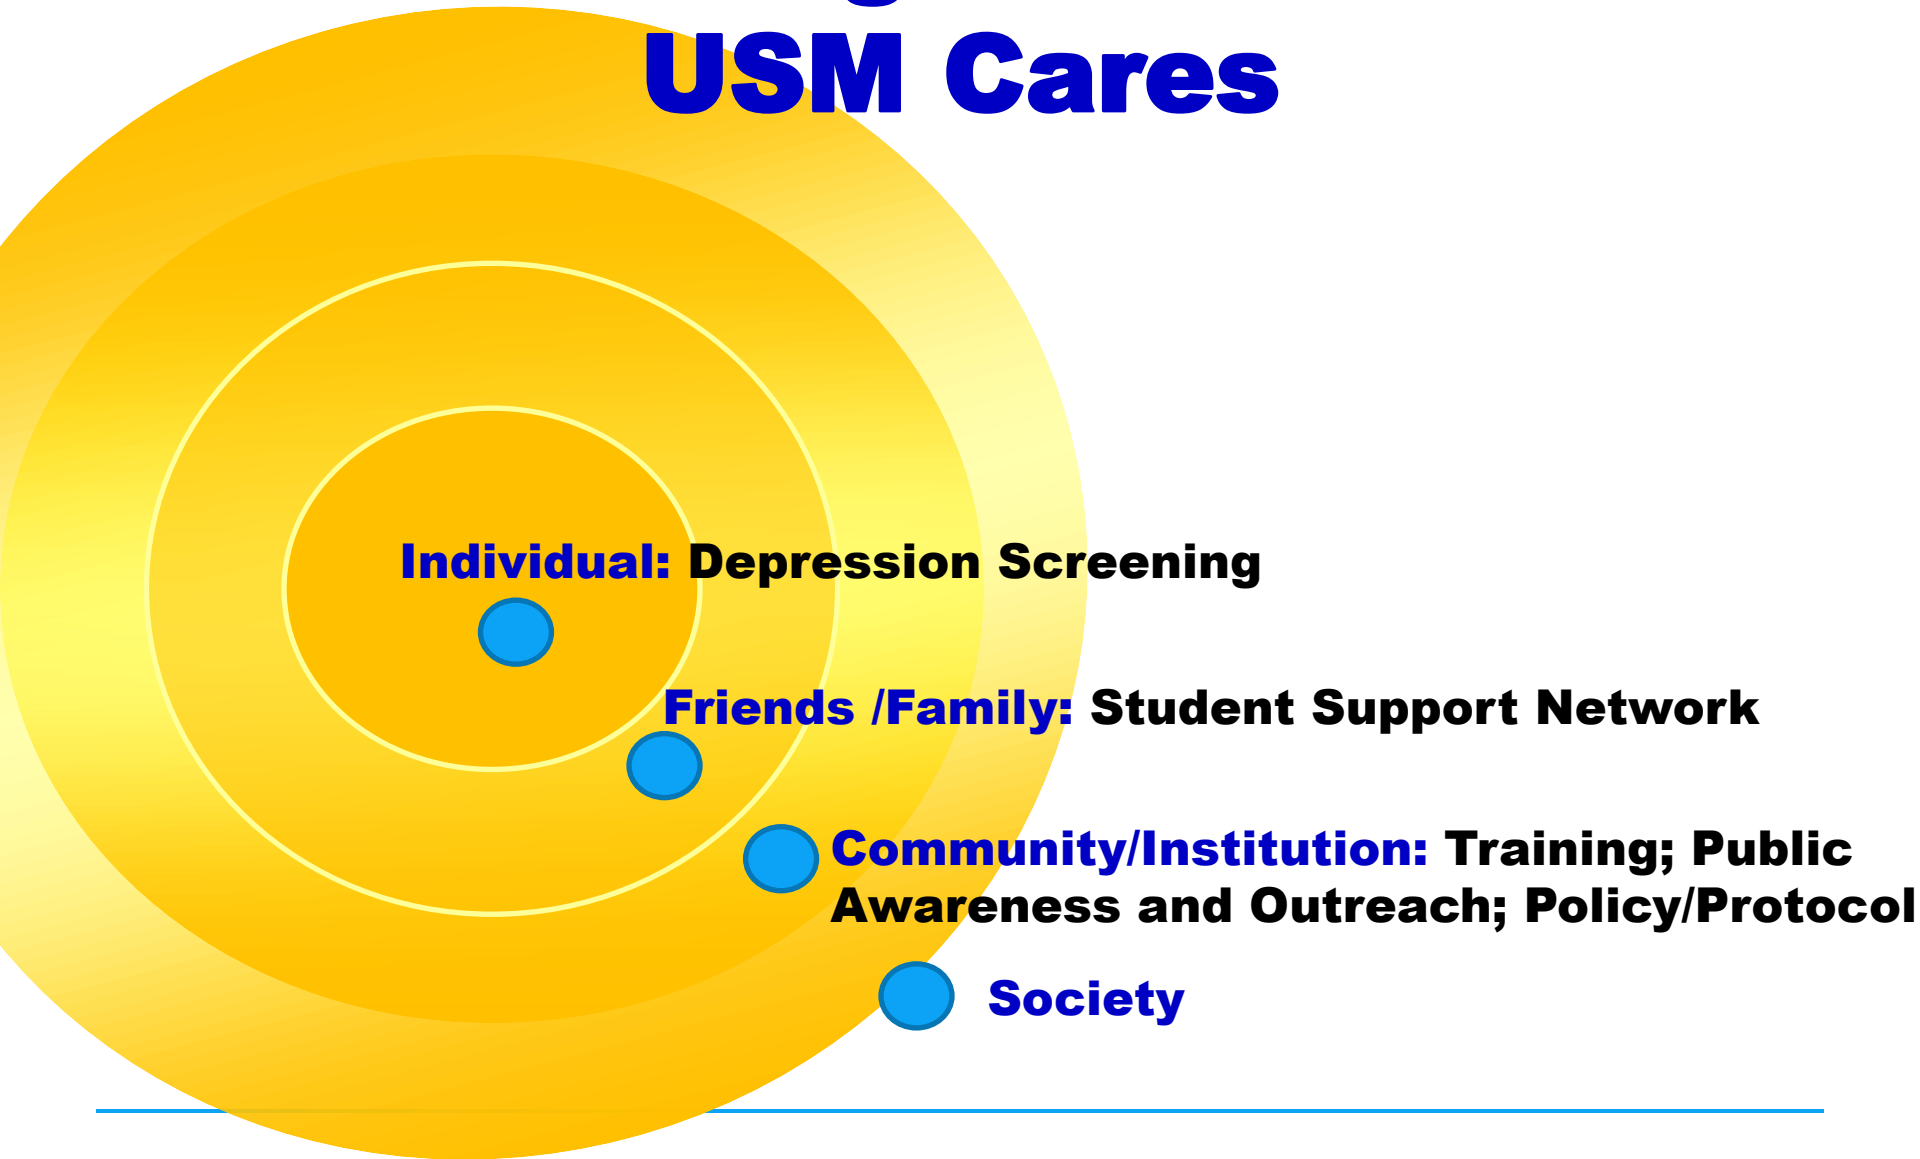 USM Cares
Individual: Depression Screening
Friends /Family: Student Support Network
Community/Institution: Training; Public
Awareness and Outreach; Policy/Protocol
Society